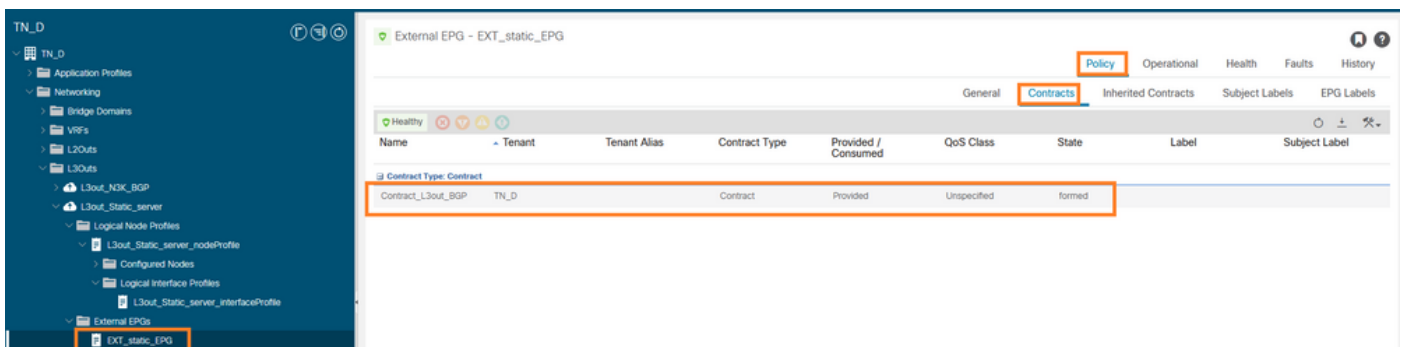 TN_D
TN_D
Application Profiles
Networking
Bridge Domains
VRFs
L2Outs
L3Outs
L3out_N3K_BGP
L3out_Static_server
Logical Node Profiles
L3out_Static_server_nodeProfile
Configured Nodes
Logical Interface Profiles
L3out_Static_server_interfaceProfile
External EPGs
EXT_static_EPG
External EPG - EXT_static_EPG
Policy Operational Health Faults History
General Contracts Inherited Contracts Subject Labels EPG Labels
Healthy
Name Tenant Tenant Alias Contract Type Provided / Consumed QoS Class State Label Subject Label
Contract Type: Contract
Contract_L3out_BGP TN_D Contract Provided Unspecified formed